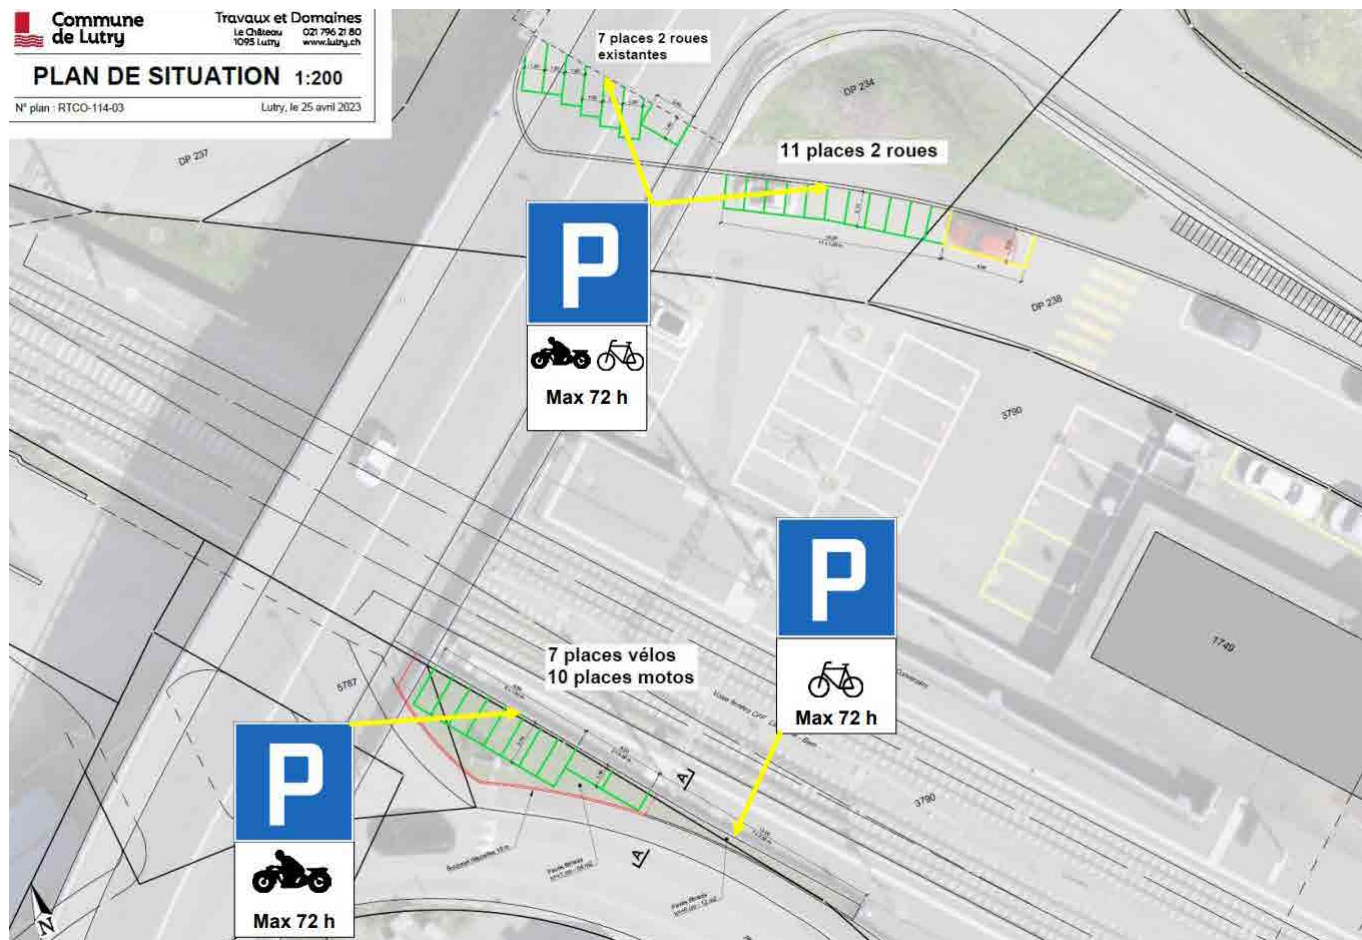 Commune
de Lutry
Travaux et Domaines
Le Château 021 796 21 80
1095 Lutry www.lutry.ch
PLAN DE SITUATION 1:200
N° plan : RTCO-114-03 Lutry, le 25 avril 2023
7 places 2 roues
existantes
DP 234
DP 237
11 places 2 roues
P
Max 72 h
DP 238
3790
1749
P
Max 72 h
7 places vélos
10 places motos
5787
3790
A
A
P
Max 72 h
N